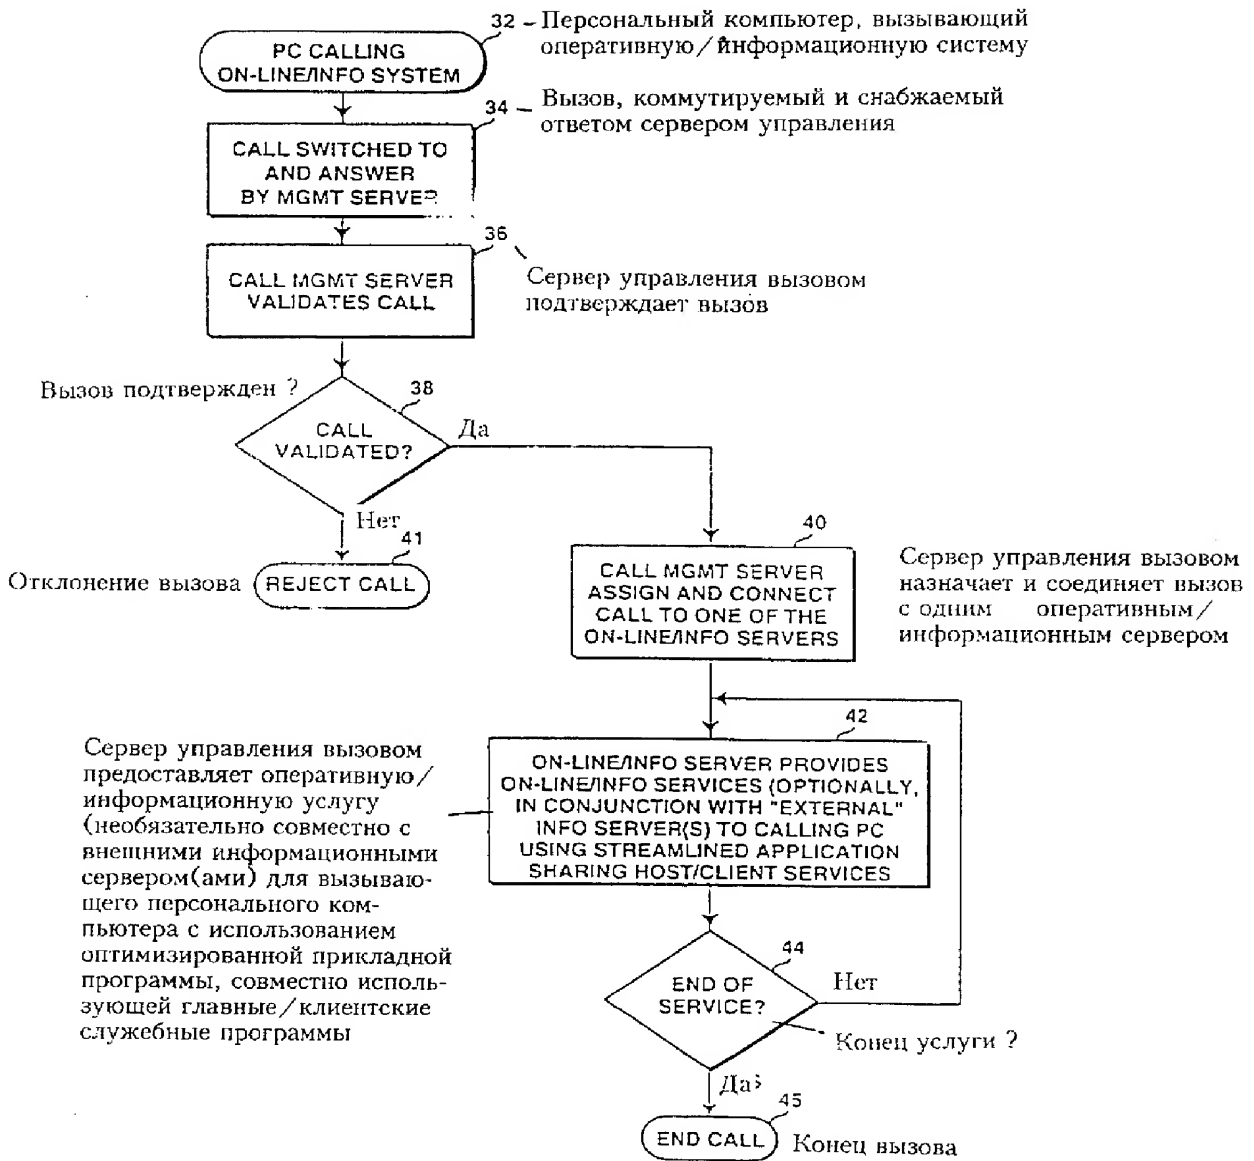 32 – Персональный компьютер, вызывающий
оперативную/информационную систему
PC CALLING
ON-LINE/INFO SYSTEM
34 – Вызов, коммутируемый и снабжаемый
ответом сервером управления
CALL SWITCHED TO
AND ANSWER
BY MGMT SERVER
36
Сервер управления вызовом
подтверждает вызов
CALL MGMT SERVER
VALIDATES CALL
Вызов подтвержден ?
38
CALL
VALIDATED?
Да
Нет
41
Отклонение вызова
REJECT CALL
40
CALL MGMT SERVER
ASSIGN AND CONNECT
CALL TO ONE OF THE
ON-LINE/INFO SERVERS
Сервер управления вызовом
назначает и соединяет вызов
с одним оперативным/
информационным сервером
42
Сервер управления вызовом
предоставляет оперативную/
информационную услугу
(необязательно совместно с
внешними информационными
сервером(ами) для вызываю-
щего персонального ком-
пьютера с использованием
оптимизированной прикладной
программы, совместно исполь-
зующей главные/клиентские
служебные программы
ON-LINE/INFO SERVER PROVIDES
ON-LINE/INFO SERVICES (OPTIONALLY,
IN CONJUNCTION WITH "EXTERNAL"
INFO SERVER(S) TO CALLING PC
USING STREAMLINED APPLICATION
SHARING HOST/CLIENT SERVICES
44
END OF
SERVICE?
Нет
Конец услуги ?
Да
45
END CALL
Конец вызова